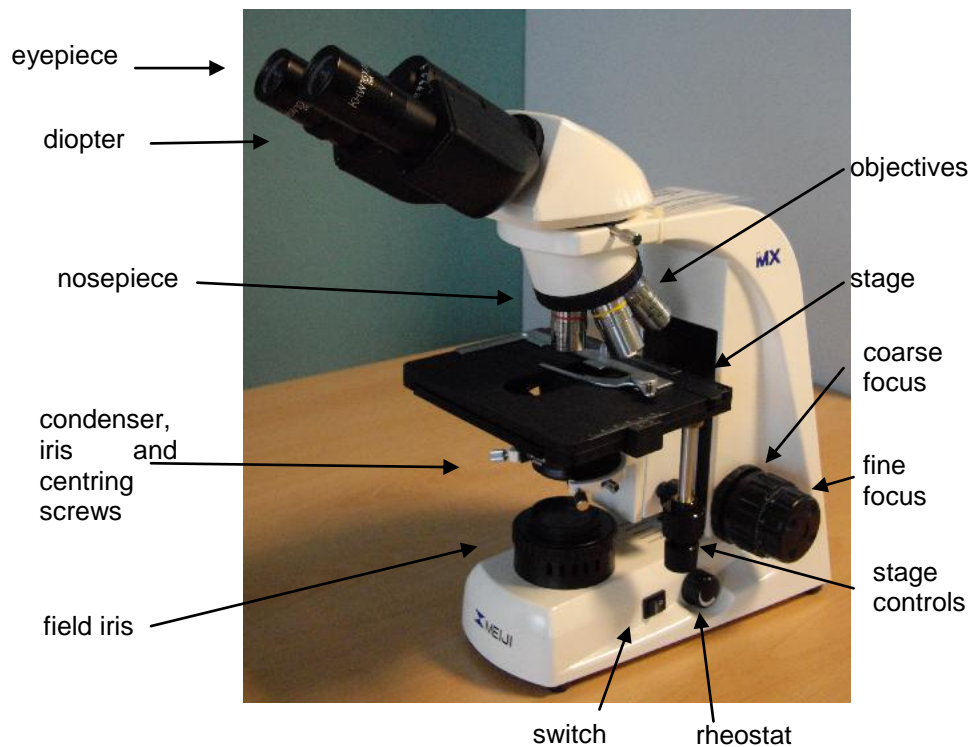 eyepiece
diopter
nosepiece
condenser,
iris and
centring
screws
field iris
objectives
stage
coarse
focus
fine
focus
stage
controls
switch
rheostat
MX
MEIJI